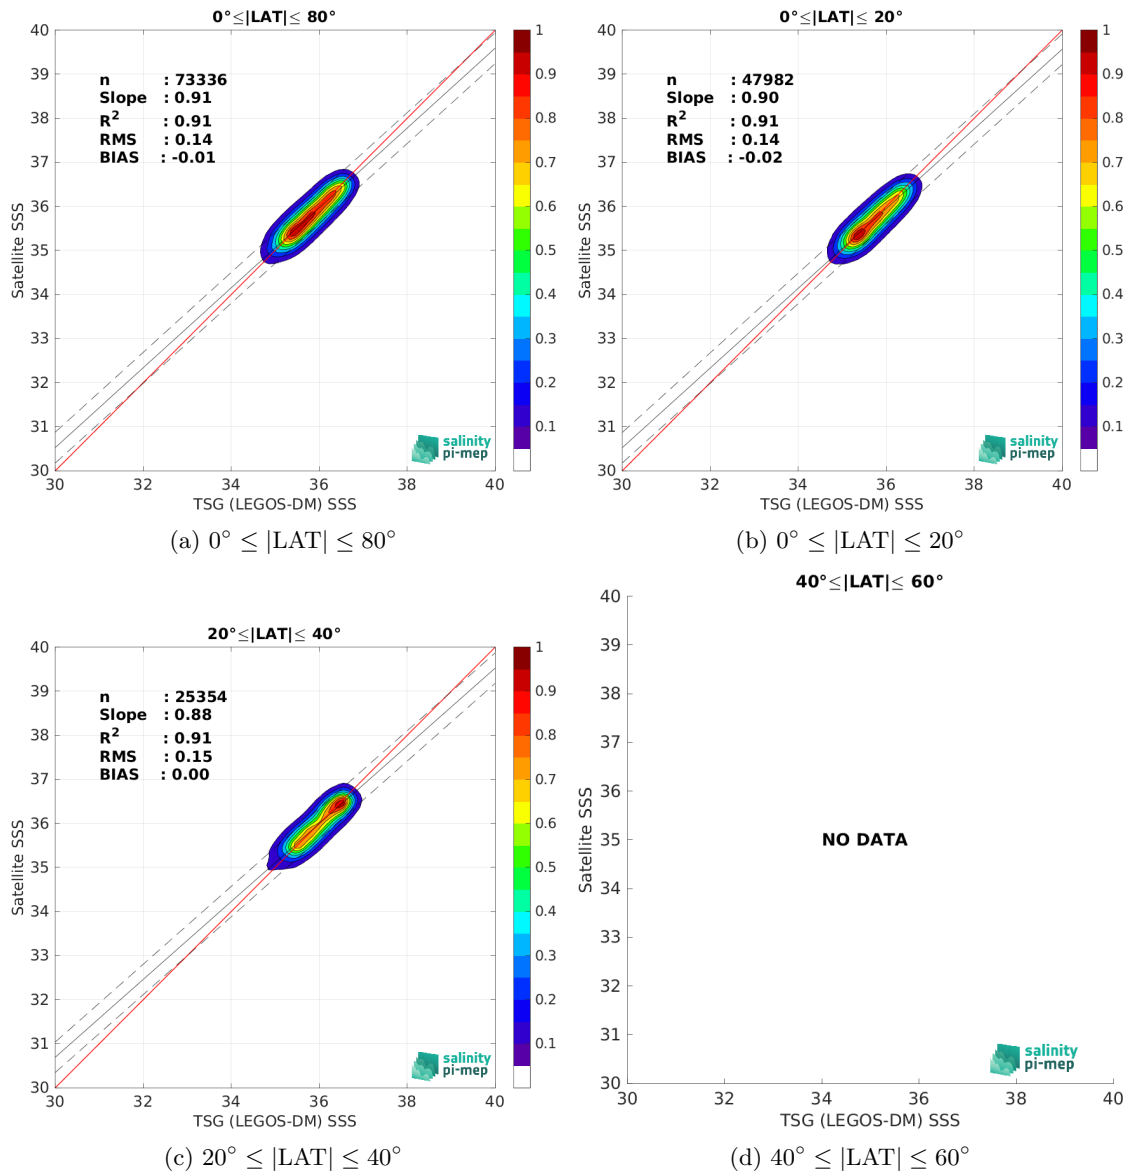 0°≤|LAT|≤ 80°
40
39
38
37
36
35
34
33
32
31
30
Satellite SSS
n : 73336
Slope : 0.91
R² : 0.91
RMS : 0.14
BIAS : -0.01
salinity
pi-mep
30 32 34 36 38 40
TSG (LEGOS-DM) SSS
1
0.9
0.8
0.7
0.6
0.5
0.4
0.3
0.2
0.1
(a) 0° ≤ |LAT| ≤ 80°
0°≤|LAT|≤ 20°
40
39
38
37
36
35
34
33
32
31
30
Satellite SSS
n : 47982
Slope : 0.90
R² : 0.91
RMS : 0.14
BIAS : -0.02
salinity
pi-mep
30 32 34 36 38 40
TSG (LEGOS-DM) SSS
1
0.9
0.8
0.7
0.6
0.5
0.4
0.3
0.2
0.1
(b) 0° ≤ |LAT| ≤ 20°
20°≤|LAT|≤ 40°
40
39
38
37
36
35
34
33
32
31
30
Satellite SSS
n : 25354
Slope : 0.88
R² : 0.91
RMS : 0.15
BIAS : 0.00
salinity
pi-mep
30 32 34 36 38 40
TSG (LEGOS-DM) SSS
1
0.9
0.8
0.7
0.6
0.5
0.4
0.3
0.2
0.1
(c) 20° ≤ |LAT| ≤ 40°
40°≤|LAT|≤ 60°
40
39
38
37
36
35
34
33
32
31
30
Satellite SSS
NO DATA
salinity
pi-mep
30 32 34 36 38 40
TSG (LEGOS-DM) SSS
(d) 40° ≤ |LAT| ≤ 60°